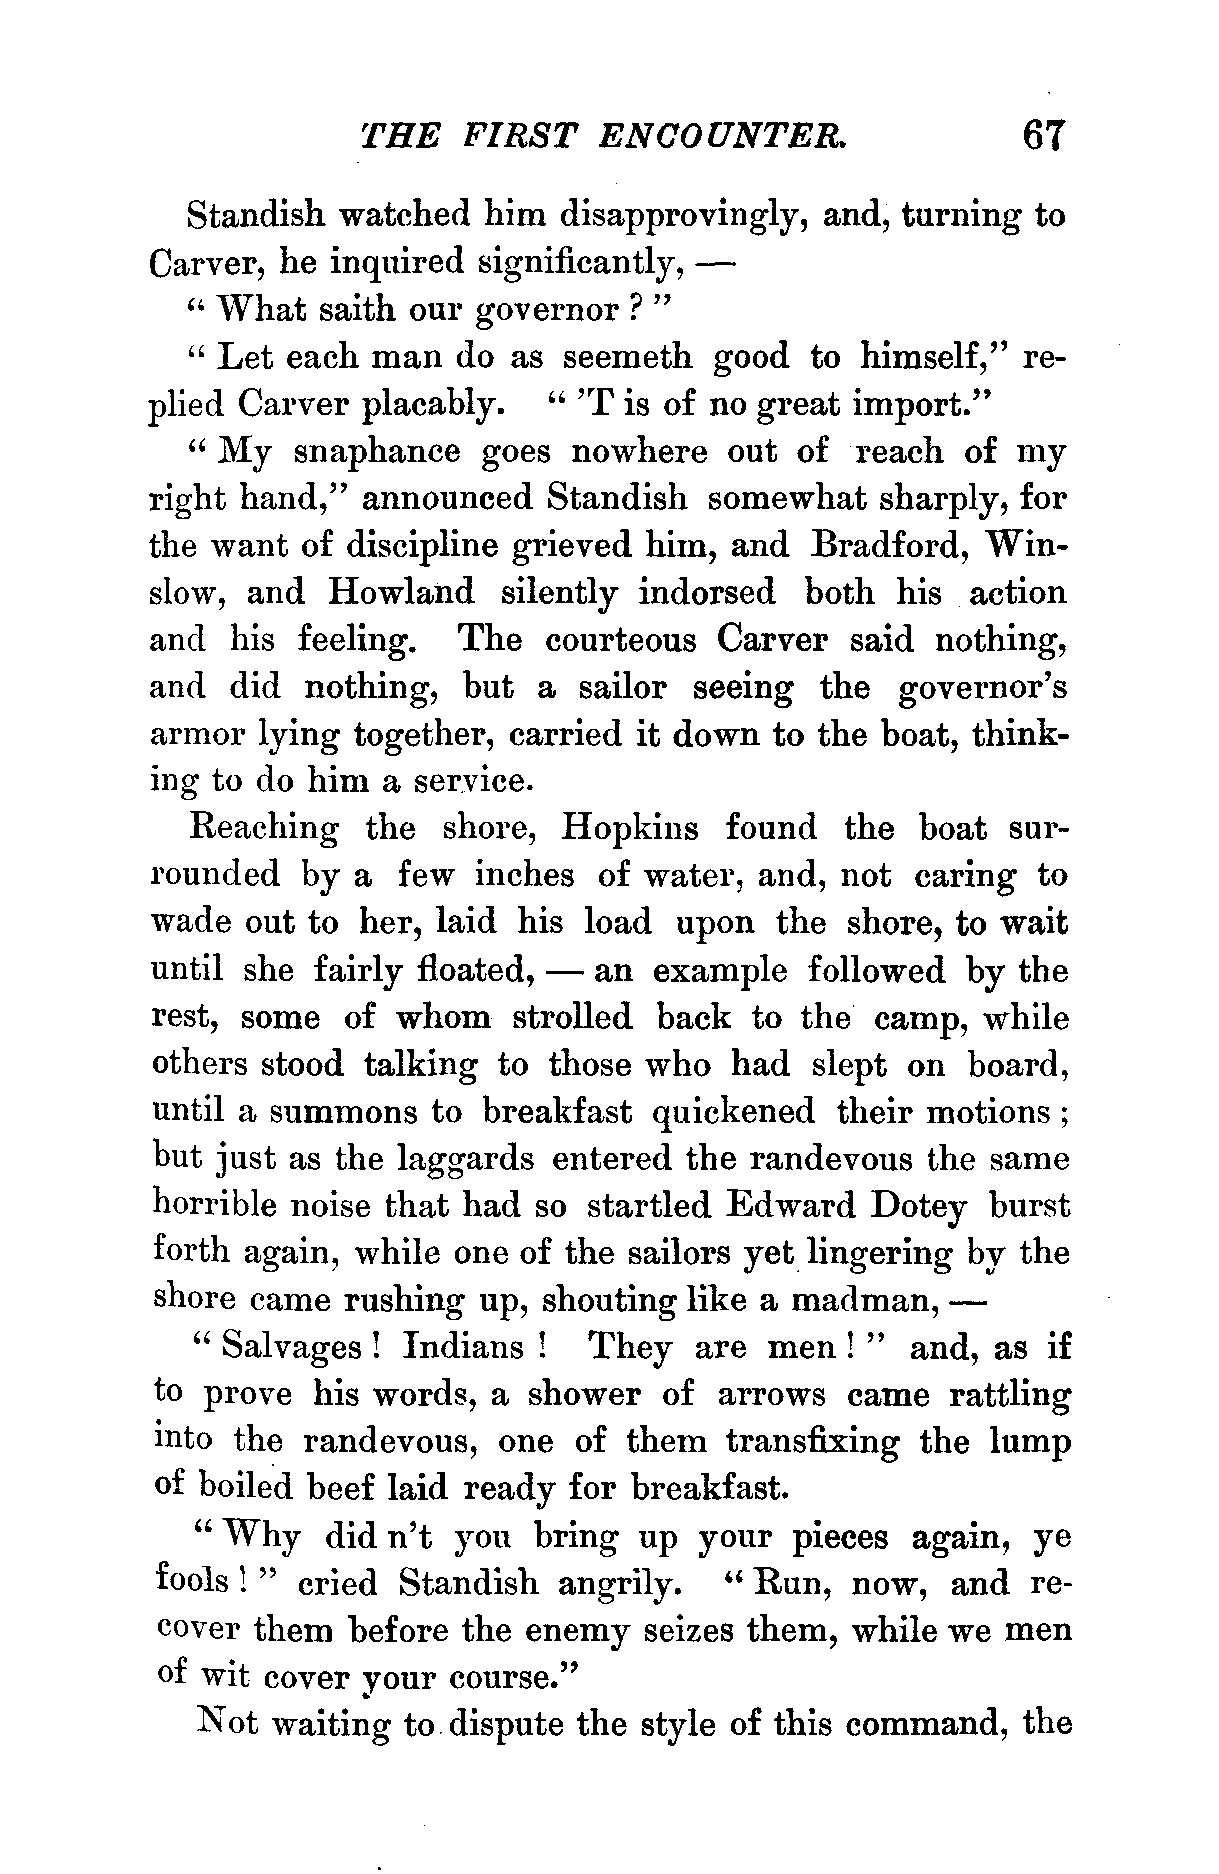 THE FIRST ENCOUNTER. 67
Standish watched him disapprovingly, and, turning to
Carver, he inquired significantly, —
“ What saith our governor ? ”
“ Let each man do as seemeth good to himself,” re-
plied Carver placably. “ ’T is of no great import.”
“ My snaphance goes nowhere out of reach of my
right hand,” announced Standish somewhat sharply, for
the want of discipline grieved him, and Bradford, Win-
slow, and Howland silently indorsed both his action
and his feeling. The courteous Carver said nothing,
and did nothing, but a sailor seeing the governor’s
armor lying together, carried it down to the boat, think-
ing to do him a service.
Reaching the shore, Hopkins found the boat sur-
rounded by a few inches of water, and, not caring to
wade out to her, laid his load upon the shore, to wait
until she fairly floated, — an example followed by the
rest, some of whom strolled back to the camp, while
others stood talking to those who had slept on board,
until a summons to breakfast quickened their motions ;
but just as the laggards entered the randevous the same
horrible noise that had so startled Edward Dotey burst
forth again, while one of the sailors yet lingering by the
shore came rushing up, shouting like a madman, —
“ Salvages ! Indians ! They are men ! ” and, as if
to prove his words, a shower of arrows came rattling
into the randevous, one of them transfixing the lump
of boiled beef laid ready for breakfast.
“ Why did n’t you bring up your pieces again, ye
fools ! ” cried Standish angrily. “ Run, now, and re-
cover them before the enemy seizes them, while we men
of wit cover your course.”
Not waiting to dispute the style of this command, the